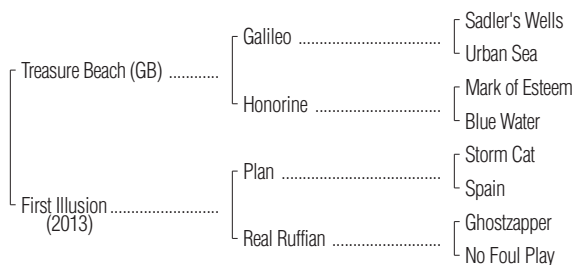 Sadler's Wells
Galileo ........................................
Urban Sea
Treasure Beach (GB) ............
Mark of Esteem
Honorine ...................................
Blue Water
Storm Cat
Plan .............................................
Spain
First Illusion ............................
(2013)
Ghostzapper
Real Ruffian ..............................
No Foul Play